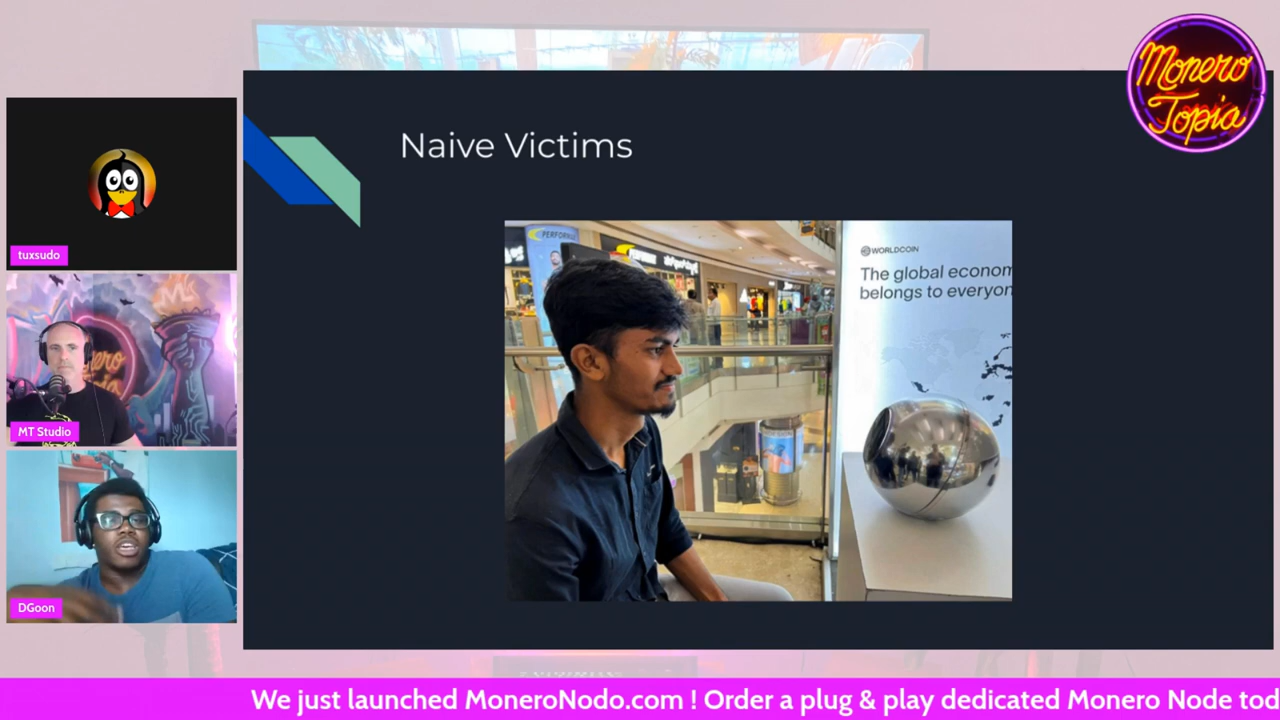 Monero
Topia
Naive Victims
PERFORMAX
WORLDCOIN
The global econom
belongs to everyon
tuxsudo
MT Studio
DGoon
We just launched MoneroNodo.com ! Order a plug & play dedicated Monero Node tod